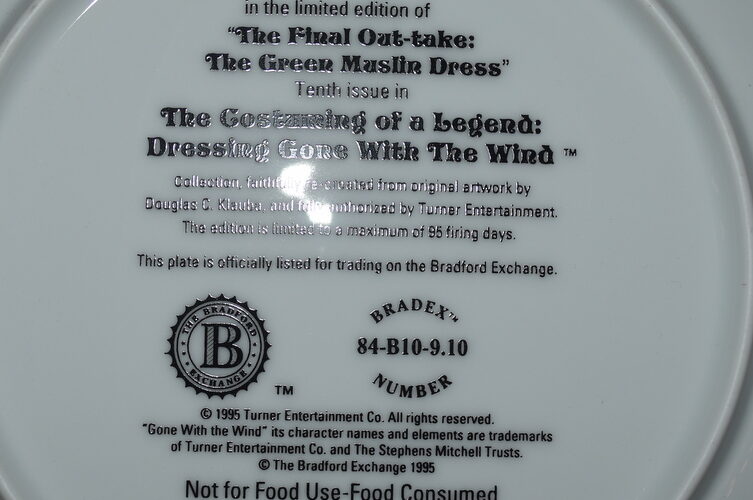 in the limited edition of
"The Final Out-take:
The Green Muslin Dress"
Tenth issue in
The Costuming of a Legend:
Dressing Gone With The Wind ™
Collection, faithfully re-created from original artwork by
Douglas C. Klauba, and fully authorized by Turner Entertainment.
The edition is limited to a maximum of 95 firing days.
This plate is officially listed for trading on the Bradford Exchange.
THE BRADFORD
B
EXCHANGE
™
BRADEX™
84-B10-9.10
NUMBER
© 1995 Turner Entertainment Co. All rights reserved.
"Gone With the Wind" its character names and elements are trademarks
of Turner Entertainment Co. and The Stephens Mitchell Trusts.
© The Bradford Exchange 1995
Not for Food Use-Food Consumed